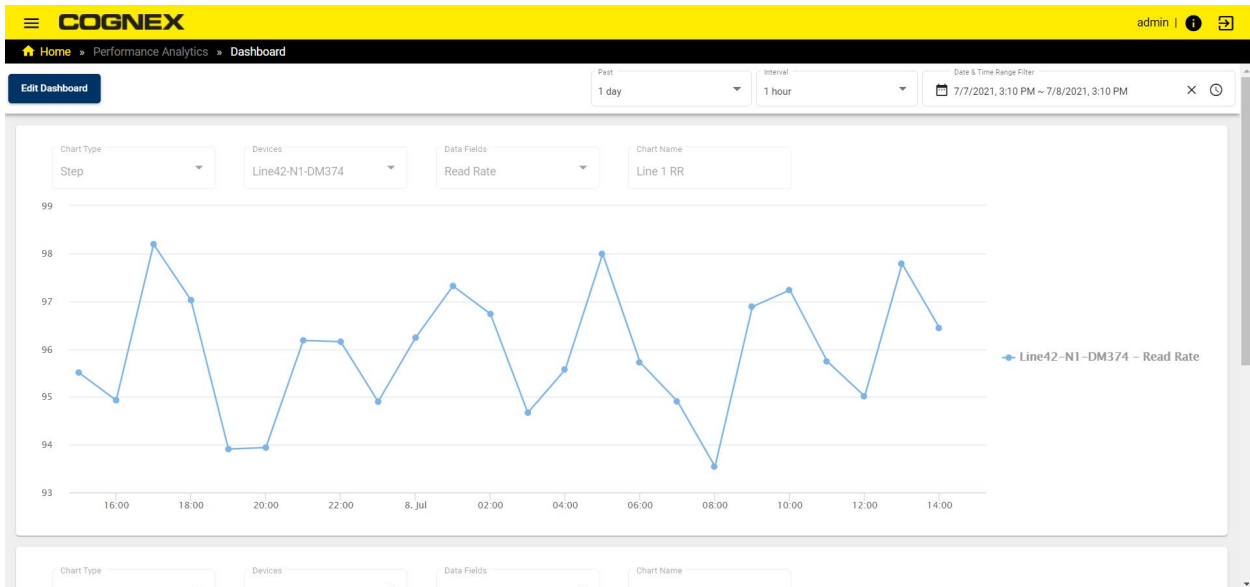 COGNEX
admin |
Home » Performance Analytics » Dashboard
Edit Dashboard
Past
1 day
Interval
1 hour
Date & Time Range Filter
7/7/2021, 3:10 PM ~ 7/8/2021, 3:10 PM
Chart Type
Step
Devices
Line42-N1-DM374
Data Fields
Read Rate
Chart Name
Line 1 RR
99
98
97
96
95
94
93
16:00 18:00 20:00 22:00 8. Jul 02:00 04:00 06:00 08:00 10:00 12:00 14:00
Line42-N1-DM374 - Read Rate
Chart Type
Devices
Data Fields
Chart Name